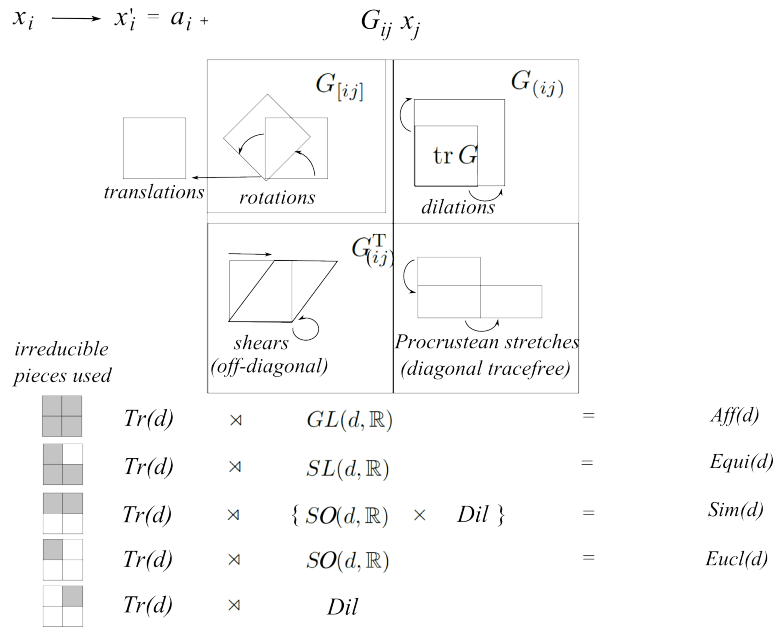 x_i ⟶ x'_i = a_i + G_{ij} x_j
G_{[ij]}
G_{(ij)}
tr G
translations
rotations
dilations
G^T_{(ij)}
shears
(off-diagonal)
Procrustean stretches
(diagonal tracefree)
irreducible
pieces used
Tr(d) ⋊ GL(d, ℝ) = Aff(d)
Tr(d) ⋊ SL(d, ℝ) = Equi(d)
Tr(d) ⋊ { SO(d, ℝ) × Dil } = Sim(d)
Tr(d) ⋊ SO(d, ℝ) = Eucl(d)
Tr(d) ⋊ Dil